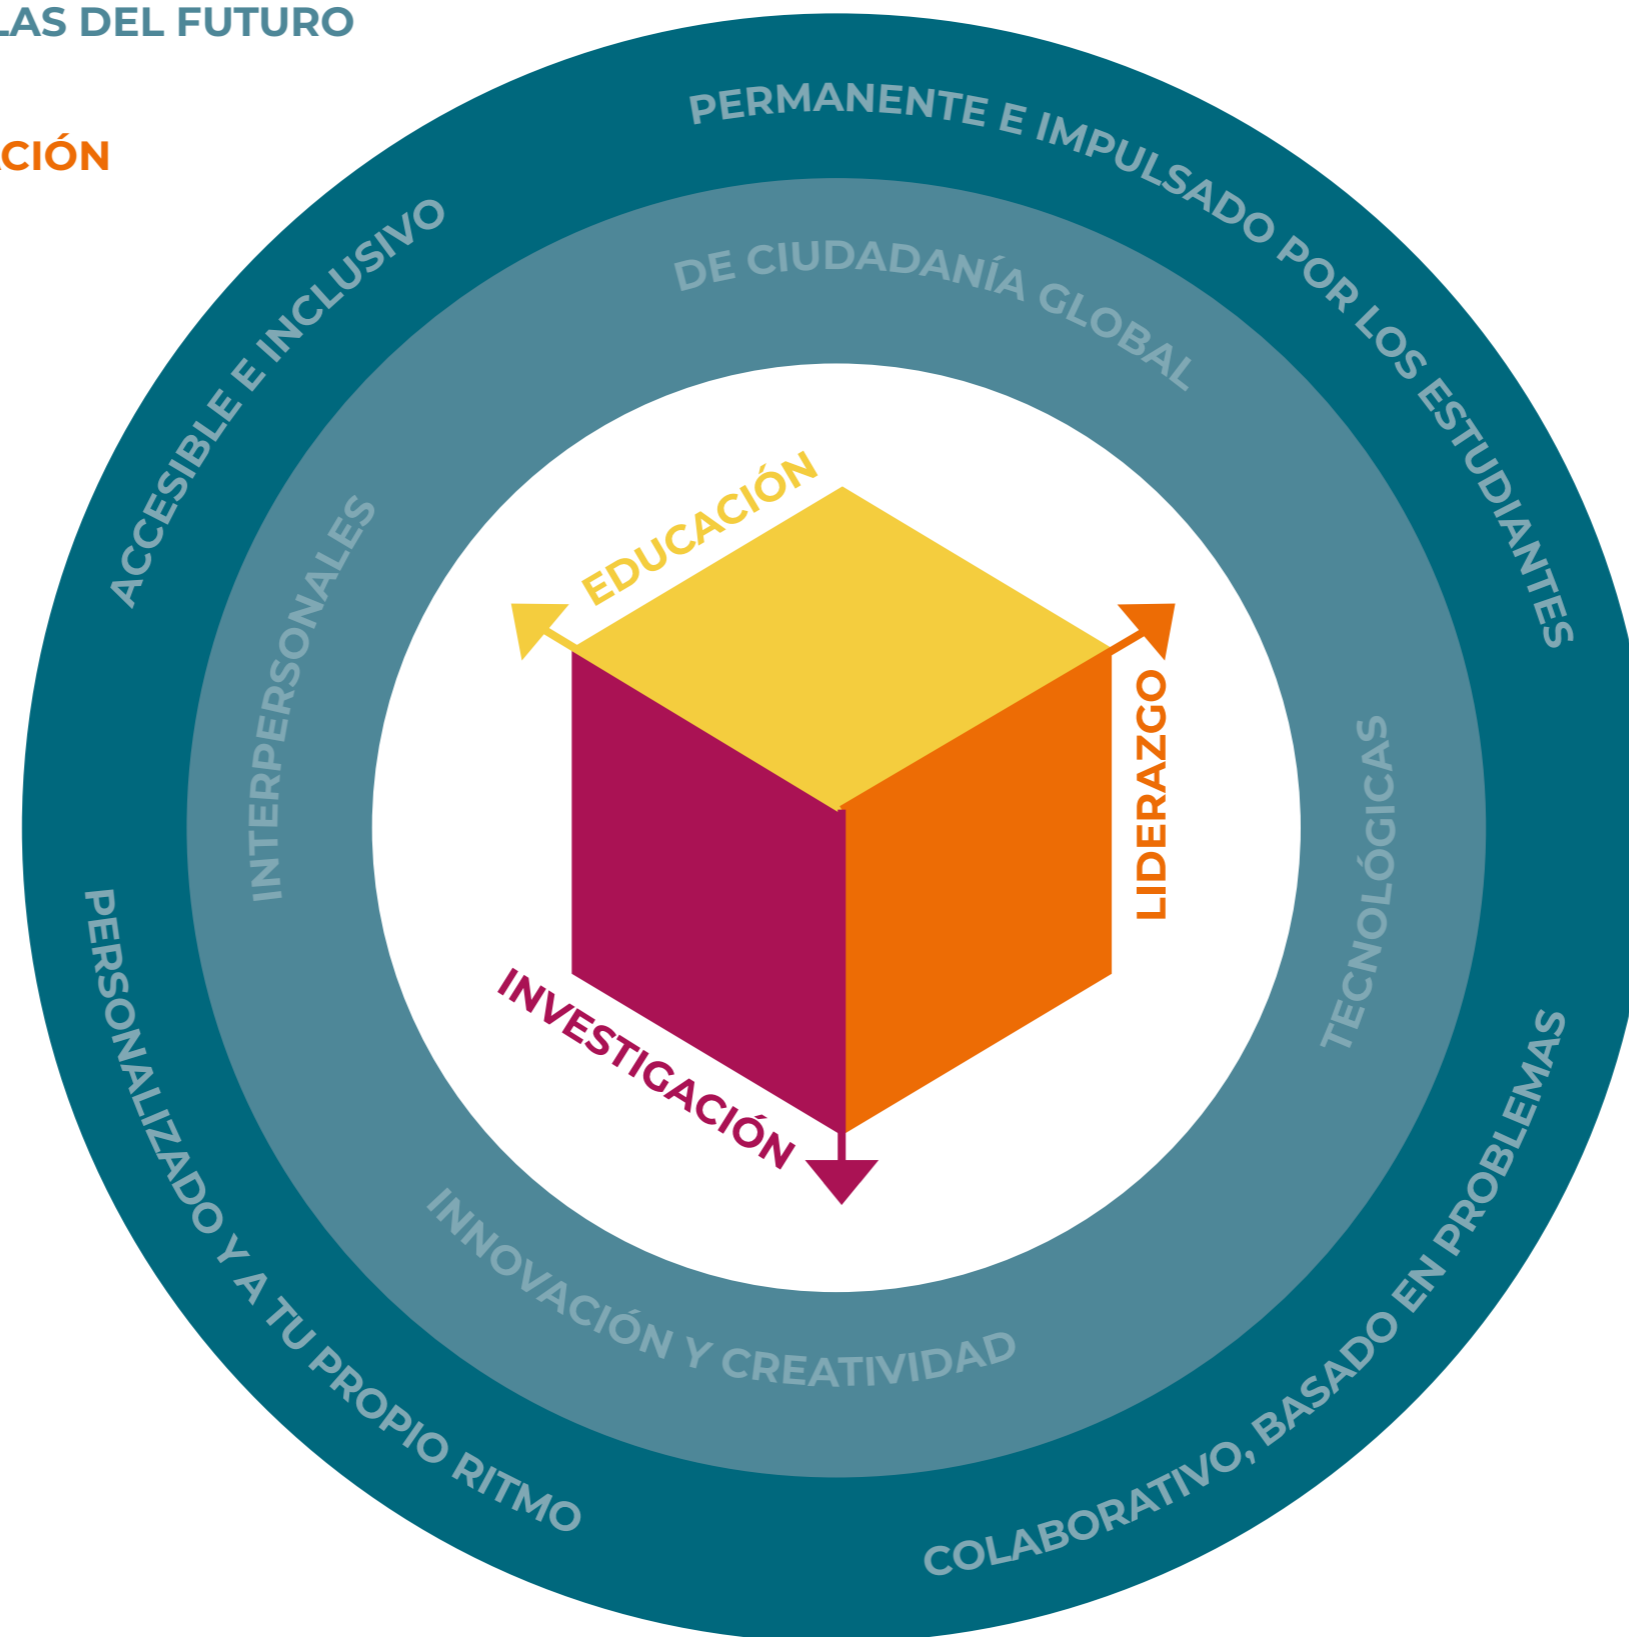 LAS DEL FUTURO
CIÓN
PERMANENTE E IMPULSADO POR LOS ESTUDIANTES
ACCESIBLE E INCLUSIVO
DE CIUDADANÍA GLOBAL
EDUCACIÓN
INTERPERSONALES
LIDERAZGO
TECNOLÓGICAS
INVESTIGACIÓN
PERSONALIZADO Y A TU PROPIO RITMO
INNOVACIÓN Y CREATIVIDAD
COLABORATIVO, BASADO EN PROBLEMAS